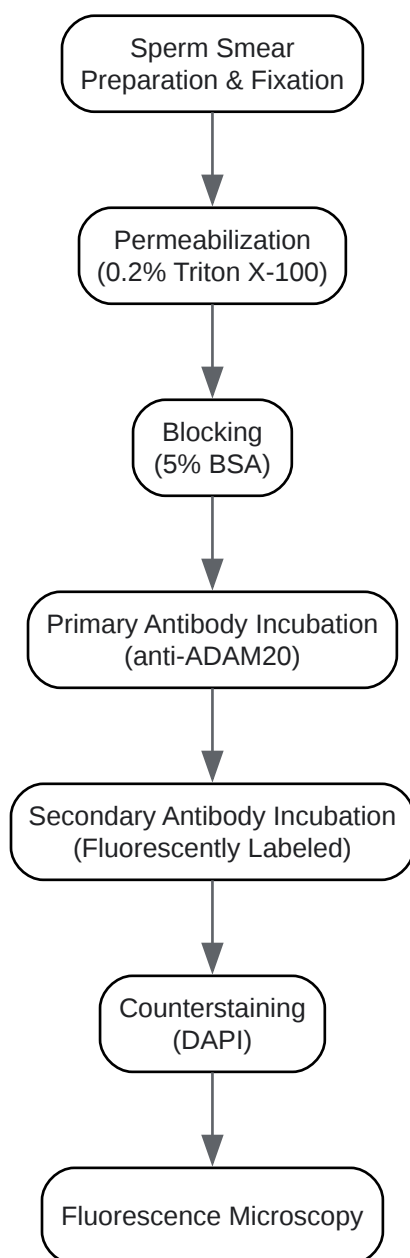 Sperm Smear
Preparation & Fixation
Permeabilization
(0.2% Triton X-100)
Blocking
(5% BSA)
Primary Antibody Incubation
(anti-ADAM20)
Secondary Antibody Incubation
(Fluorescently Labeled)
Counterstaining
(DAPI)
Fluorescence Microscopy